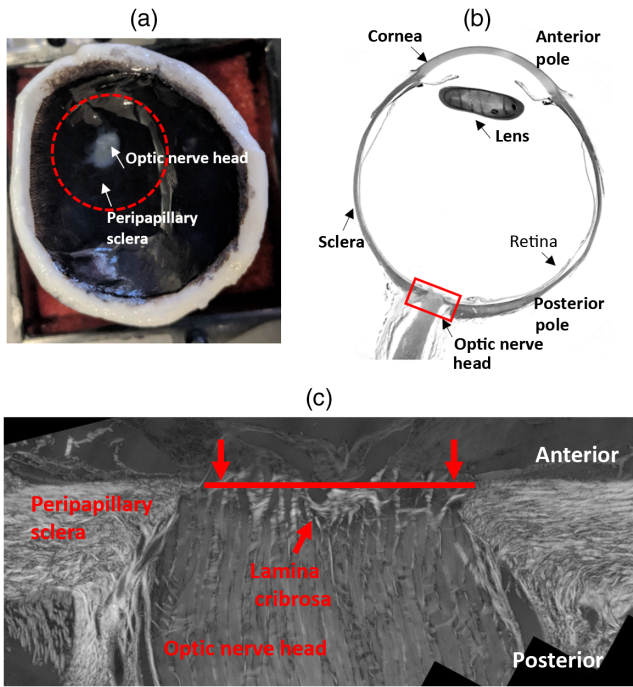 (a)
Optic nerve head
Peripapillary
sclera
(b)
Cornea
Anterior
pole
Lens
Sclera
Retina
Posterior
pole
Optic nerve
head
(c)
Anterior
Peripapillary
sclera
Lamina
cribrosa
Optic nerve head
Posterior